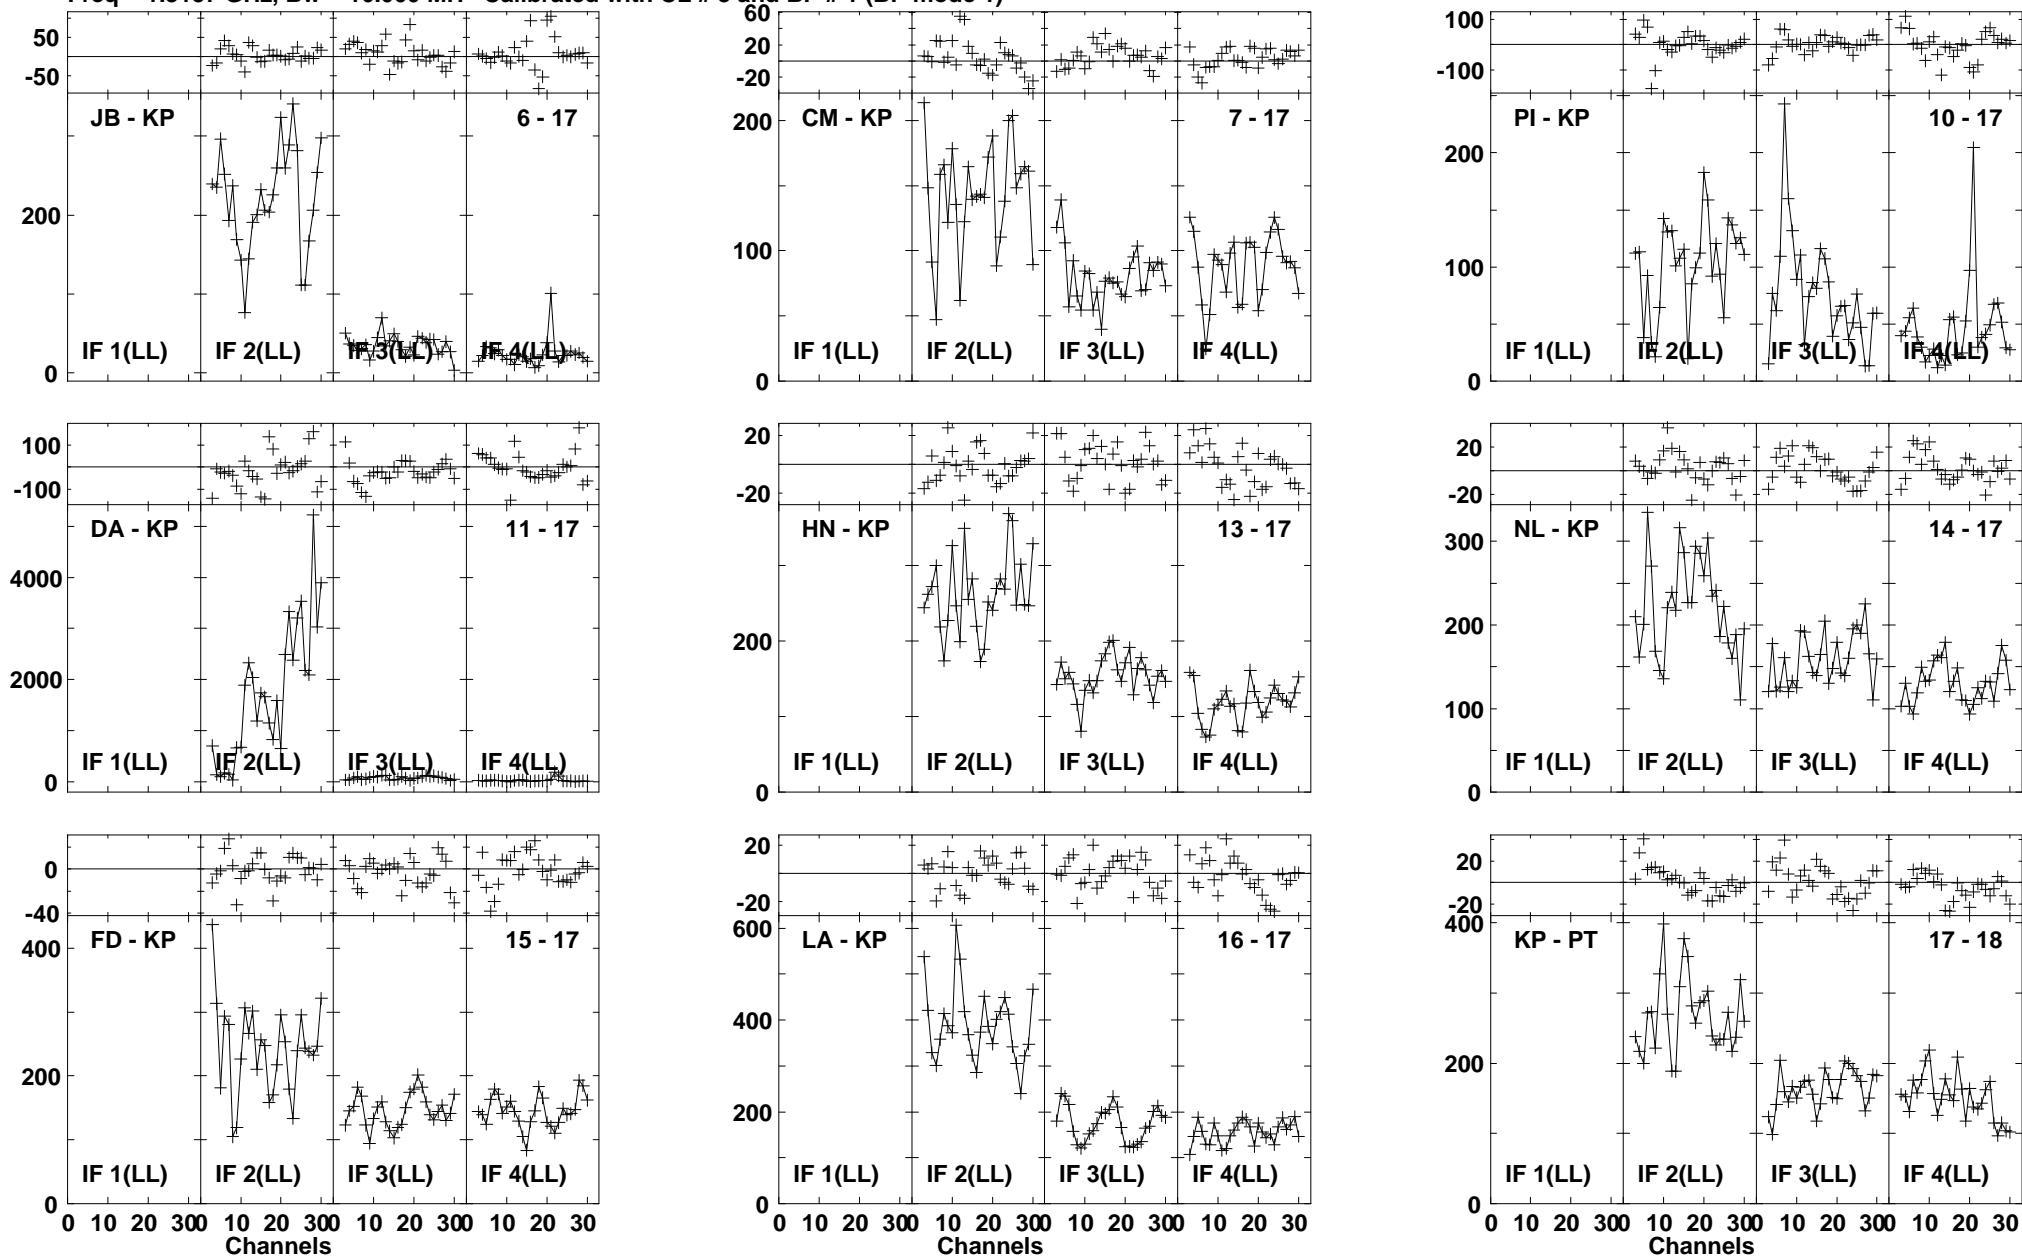 50
-50
JB - KP
6 - 17
200
0
IF 1(LL)
IF 2(LL)
IF 3(LL)
IF 4(LL)
60
20
-20
CM - KP
7 - 17
200
100
0
IF 1(LL)
IF 2(LL)
IF 3(LL)
IF 4(LL)
100
-100
PI - KP
10 - 17
200
100
0
IF 1(LL)
IF 2(LL)
IF 3(LL)
IF 4(LL)
100
-100
DA - KP
11 - 17
4000
2000
0
IF 1(LL)
IF 2(LL)
IF 3(LL)
IF 4(LL)
20
-20
HN - KP
13 - 17
200
0
IF 1(LL)
IF 2(LL)
IF 3(LL)
IF 4(LL)
20
-20
NL - KP
14 - 17
300
200
100
0
IF 1(LL)
IF 2(LL)
IF 3(LL)
IF 4(LL)
0
-40
FD - KP
15 - 17
400
200
0
IF 1(LL)
IF 2(LL)
IF 3(LL)
IF 4(LL)
0 10 20 30 0 10 20 30 0 10 20 30 0 10 20 30
Channels
20
-20
LA - KP
16 - 17
600
400
200
0
IF 1(LL)
IF 2(LL)
IF 3(LL)
IF 4(LL)
0 10 20 30 0 10 20 30 0 10 20 30 0 10 20 30
Channels
20
-20
KP - PT
17 - 18
400
200
0
IF 1(LL)
IF 2(LL)
IF 3(LL)
IF 4(LL)
0 10 20 30 0 10 20 30 0 10 20 30 0 10 20 30
Channels